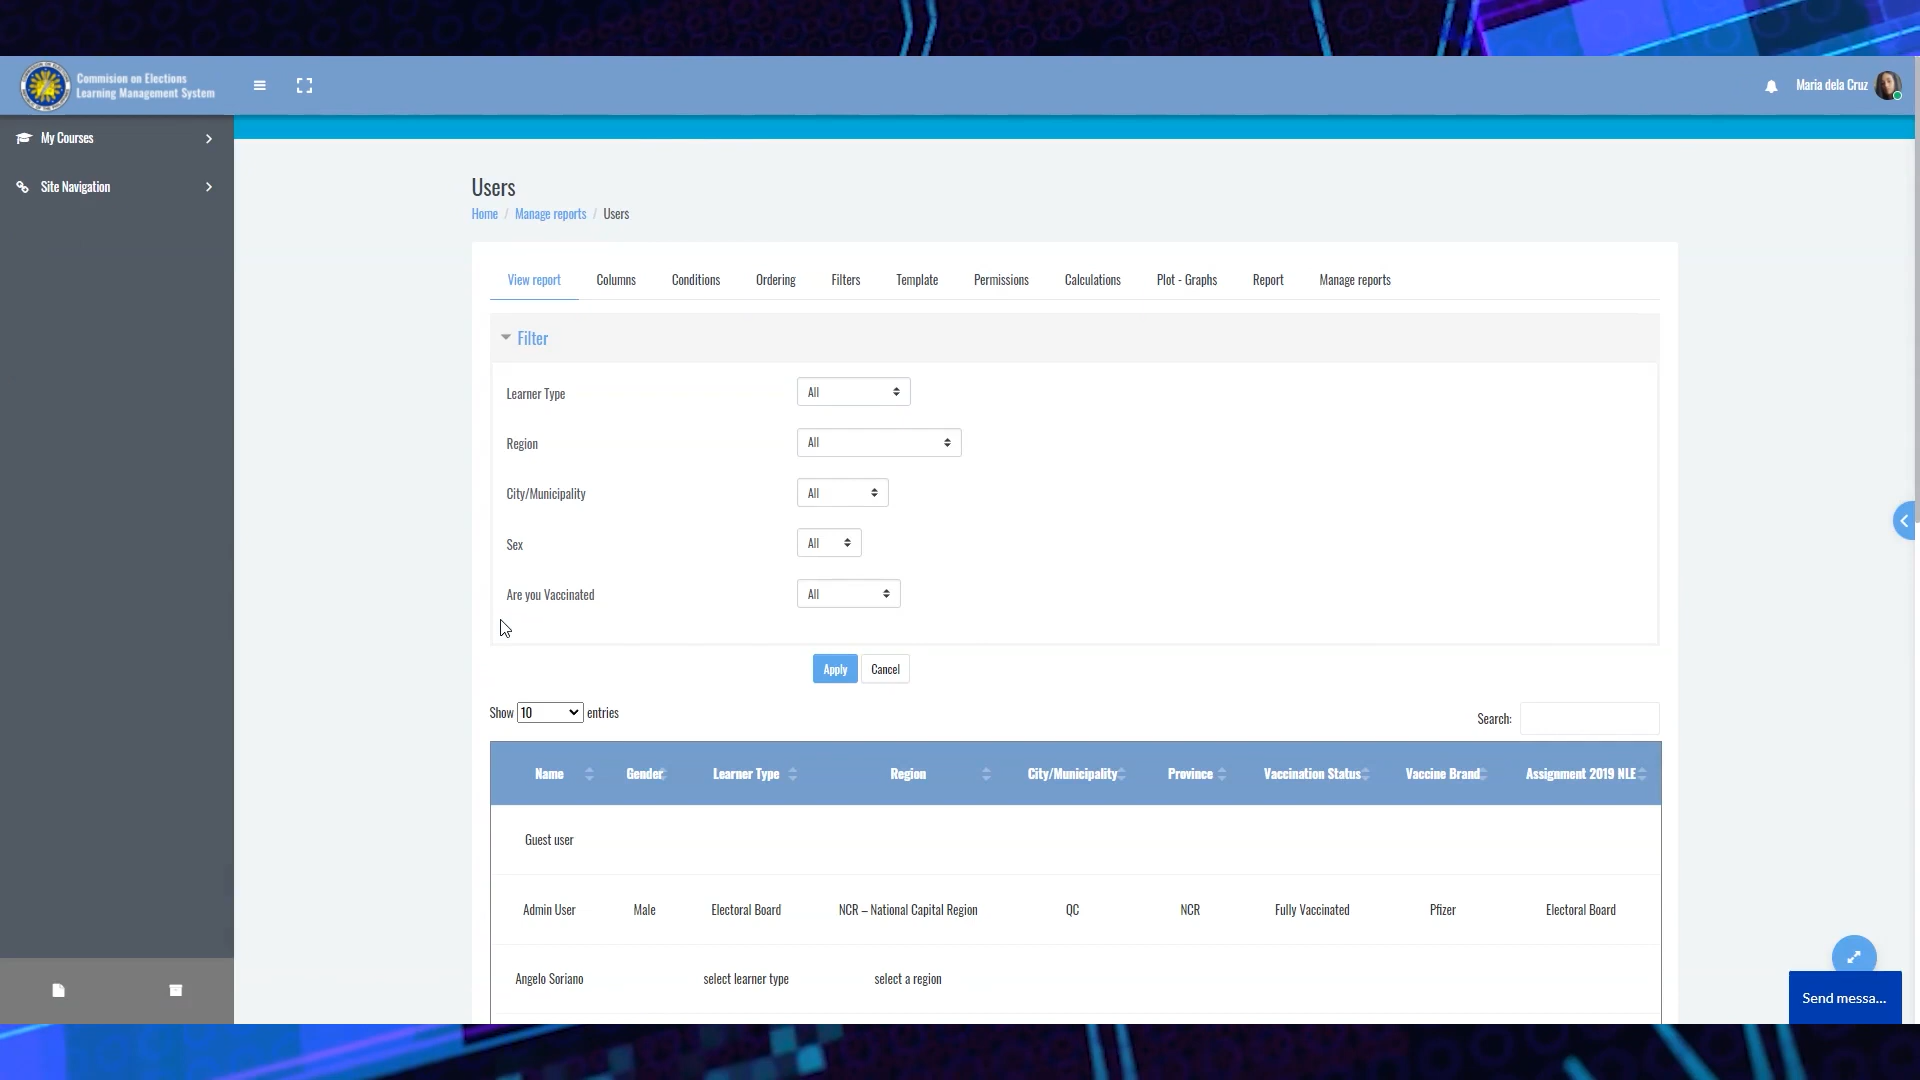 Commision on Elections
Learning Management System
Maria dela Cruz
My Courses
Site Navigation
Users
Home / Manage reports / Users
View report
Columns
Conditions
Ordering
Filters
Template
Permissions
Calculations
Plot - Graphs
Report
Manage reports
Filter
Learner Type
All
Region
All
City/Municipality
All
Sex
All
Are you Vaccinated
All
Apply
Cancel
Show 10 entries
Search:
Name Gender Learner Type Region City/Municipality Province Vaccination Status Vaccine Brand Assignment 2019 NLE
Guest user
Admin User Male Electoral Board NCR – National Capital Region QC NCR Fully Vaccinated Pfizer Electoral Board
Angelo Soriano select learner type select a region
Send messa...